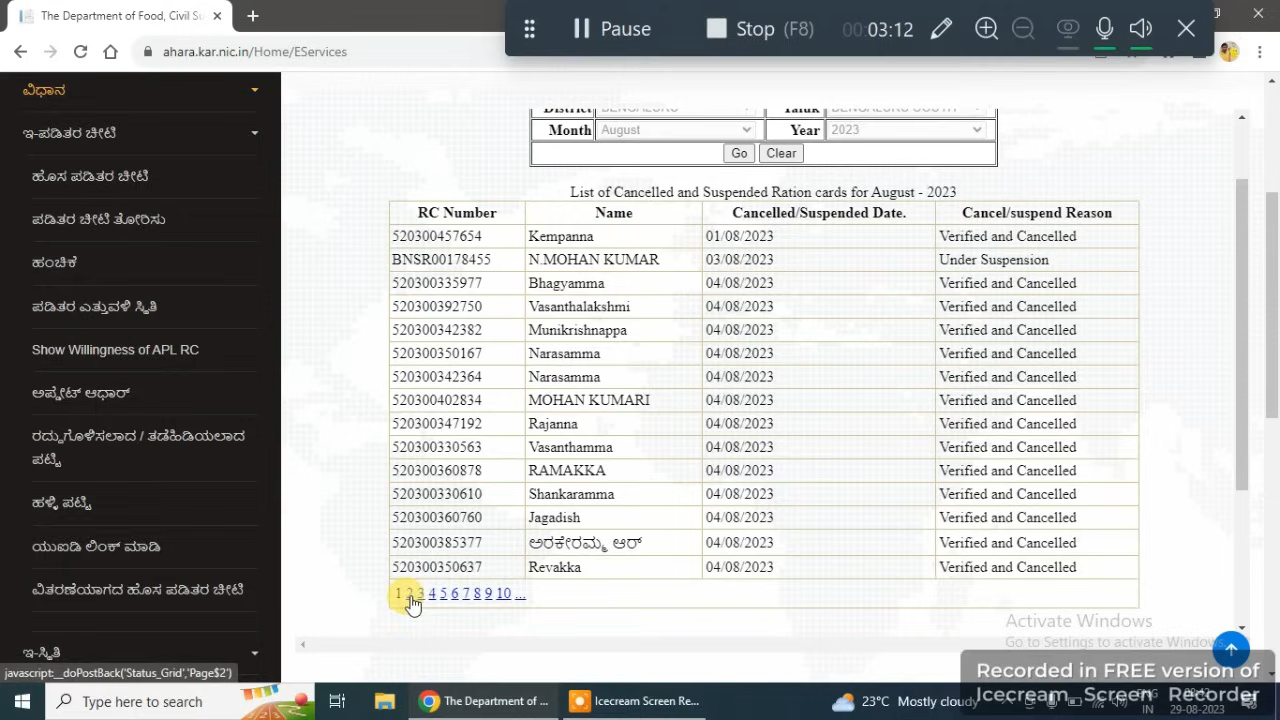 The Department of Food, Civil Su
Pause
Stop (F8)
00:03:12
ahara.kar.nic.in/Home/EServices
ವಿಧಾನ
ಇ-ಪಡಿತರ ಚೀಟಿ
ಹೊಸ ಪಡಿತರ ಚೀಟಿ
ಪಡಿತರ ಚೀಟಿ ತೋರಿಸು
ಹಂಚಿಕೆ
ಪಡಿತರ ಎತ್ತುವಳಿ ಸ್ಥಿತಿ
Show Willingness of APL RC
ಅಪ್ಡೇಟ್ ಆಧಾರ್
ರದ್ದುಗೊಳಿಸಲಾದ / ತಡೆಹಿಡಿಯಲಾದ
ಪಟ್ಟಿ
ಹಳ್ಳಿ ಪಟ್ಟಿ
ಯುಐಡಿ ಲಿಂಕ್ ಮಾಡಿ
ವಿತರಣೆಯಾಗದ ಹೊಸ ಪಡಿತರ ಚೀಟಿ
ಇ-ಸ್ಥಿತಿ
District BENGALURU Taluk BENGALURU SOUTH
Month August Year 2023
Go Clear
List of Cancelled and Suspended Ration cards for August - 2023
RC Number Name Cancelled/Suspended Date. Cancel/suspend Reason
520300457654 Kempanna 01/08/2023 Verified and Cancelled
BNSR00178455 N.MOHAN KUMAR 03/08/2023 Under Suspension
520300335977 Bhagyamma 04/08/2023 Verified and Cancelled
520300392750 Vasanthalakshmi 04/08/2023 Verified and Cancelled
520300342382 Munikrishnappa 04/08/2023 Verified and Cancelled
520300350167 Narasamma 04/08/2023 Verified and Cancelled
520300342364 Narasamma 04/08/2023 Verified and Cancelled
520300402834 MOHAN KUMARI 04/08/2023 Verified and Cancelled
520300347192 Rajanna 04/08/2023 Verified and Cancelled
520300330563 Vasanthamma 04/08/2023 Verified and Cancelled
520300360878 RAMAKKA 04/08/2023 Verified and Cancelled
520300330610 Shankaramma 04/08/2023 Verified and Cancelled
520300360760 Jagadish 04/08/2023 Verified and Cancelled
520300385377 ಅರಕೇರಮ್ಮ ಆರ್ 04/08/2023 Verified and Cancelled
520300350637 Revakka 04/08/2023 Verified and Cancelled
1 2 3 4 5 6 7 8 9 10 ...
Activate Windows
Go to Settings to activate Windows.
javascript:__doPostBack('Status_Grid','Page$2')
Recorded in FREE version of
Icecream Screen Recorder
Type here to search
The Department of ...
Icecream Screen Re...
23°C Mostly cloudy
ENG
IN
29-08-2023